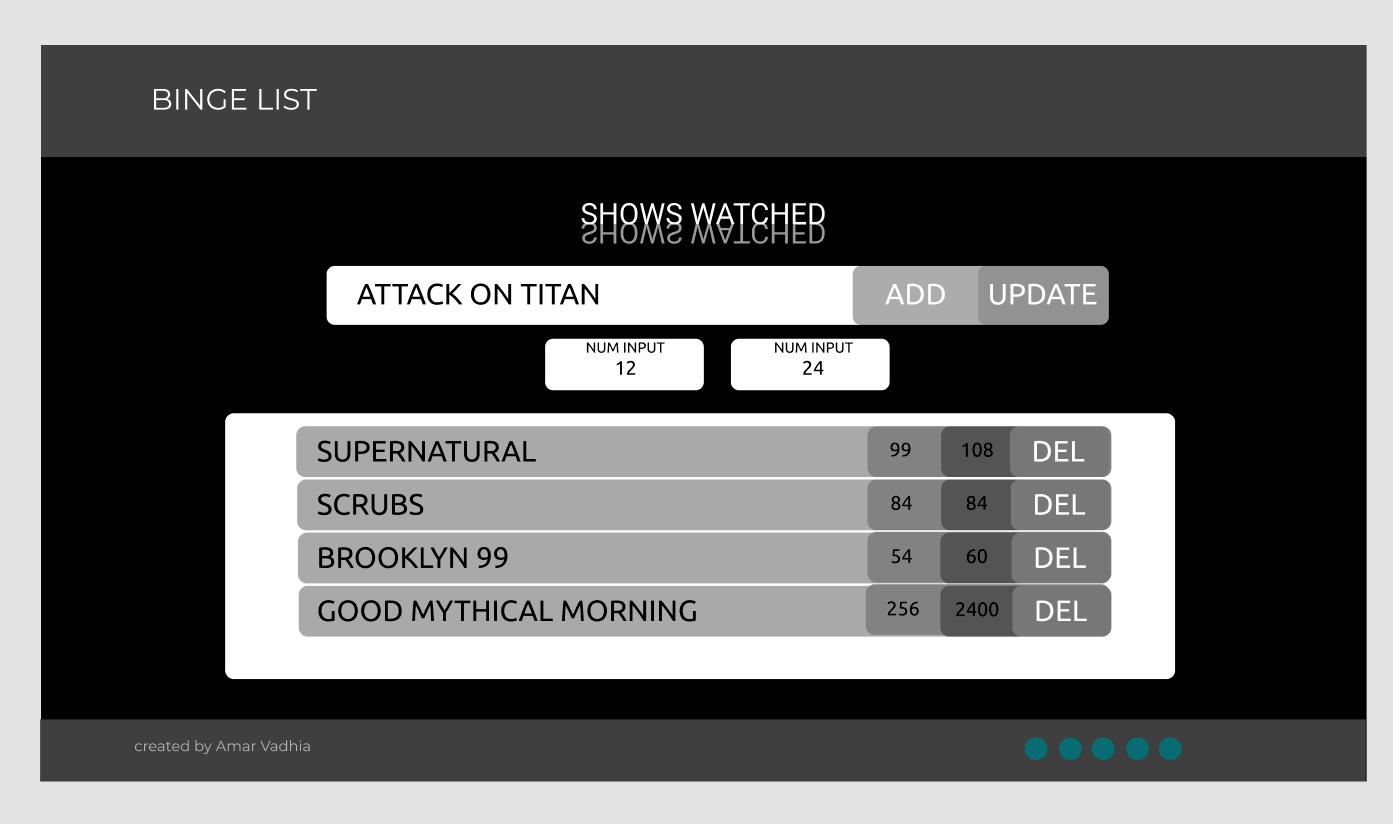 BINGE LIST
SHOWS WATCHED
SHOWS WATCHED
ATTACK ON TITAN ADD UPDATE
NUM INPUT NUM INPUT
12 24
SUPERNATURAL 99 108 DEL
SCRUBS 84 84 DEL
BROOKLYN 99 54 60 DEL
GOOD MYTHICAL MORNING 256 2400 DEL
created by Amar Vadhia